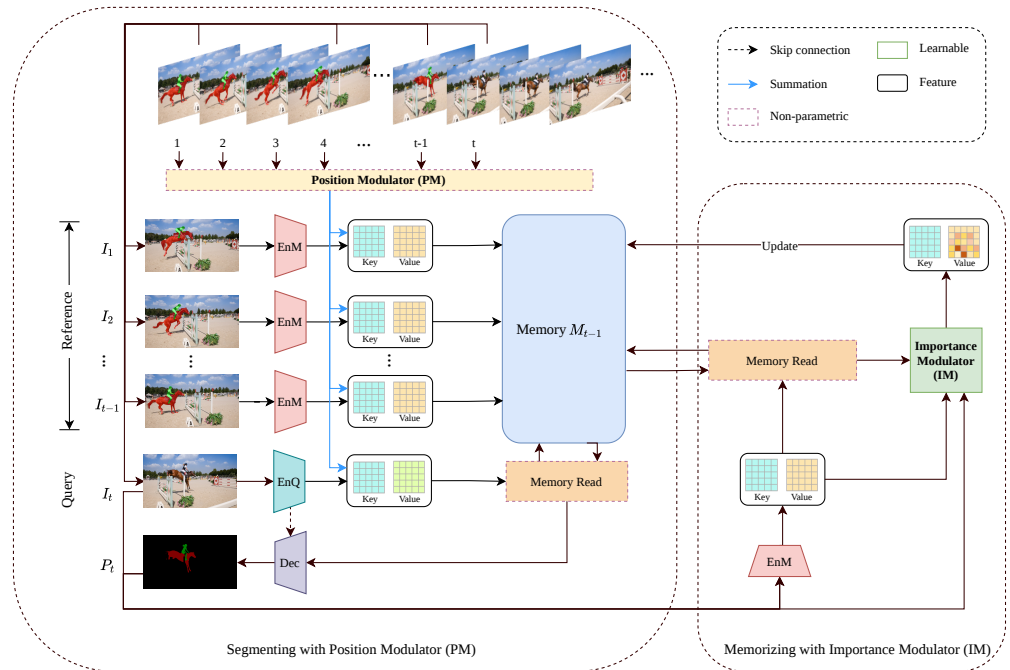 Skip connection
Learnable
Summation
Feature
Non-parametric
...
...
1
2
3
4
...
t-1
t
Position Modulator (PM)
Reference
I₁
EnM
Key
Value
I₂
EnM
Key
Value
...
...
...
Iₜ₋₁
EnM
Key
Value
Memory Mₜ₋₁
Query
Iₜ
EnQ
Key
Value
Memory Read
Pₜ
Dec
Segmenting with Position Modulator (PM)
Update
Key
Value
Memory Read
Importance
Modulator
(IM)
Key
Value
EnM
Memorizing with Importance Modulator (IM)